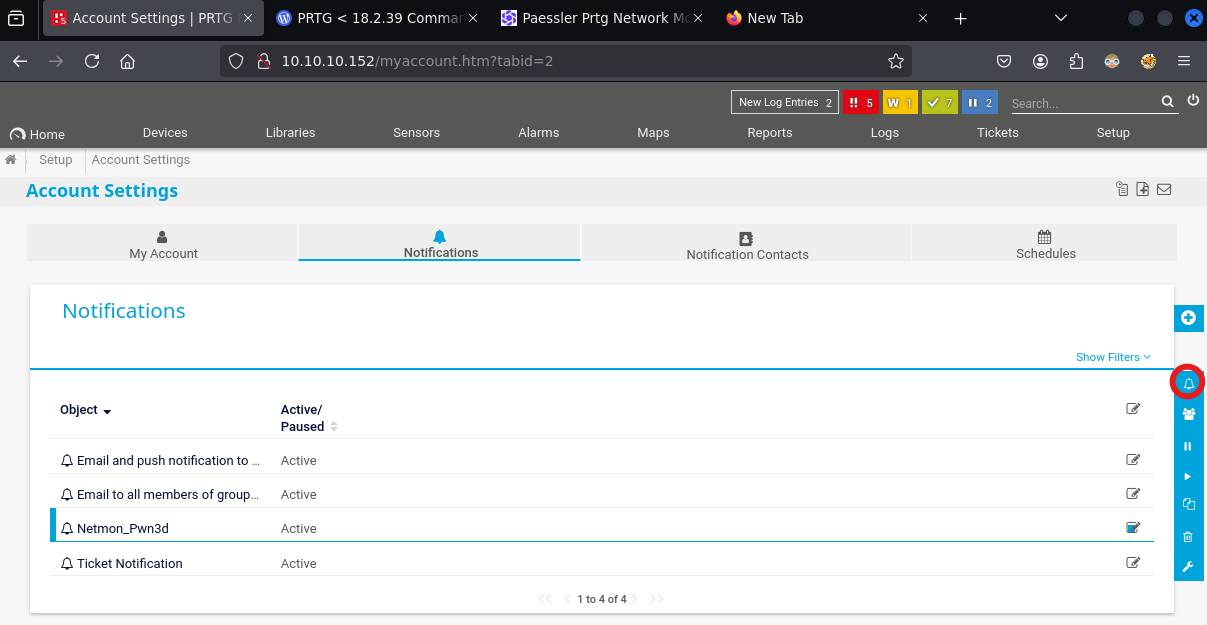 Account Settings | PRTG
PRTG < 18.2.39 Comman
Paessler Prtg Network Mo
New Tab
10.10.10.152/myaccount.htm?tabid=2
New Log Entries 2
!! 5
W 1
7
2
Search...
Home
Devices
Libraries
Sensors
Alarms
Maps
Reports
Logs
Tickets
Setup
Setup
Account Settings
Account Settings
My Account
Notifications
Notification Contacts
Schedules
Notifications
Show Filters
Object
Active/
Paused
Email and push notification to ...
Active
Email to all members of group...
Active
Netmon_Pwn3d
Active
Ticket Notification
Active
<< < 1 to 4 of 4 > >>